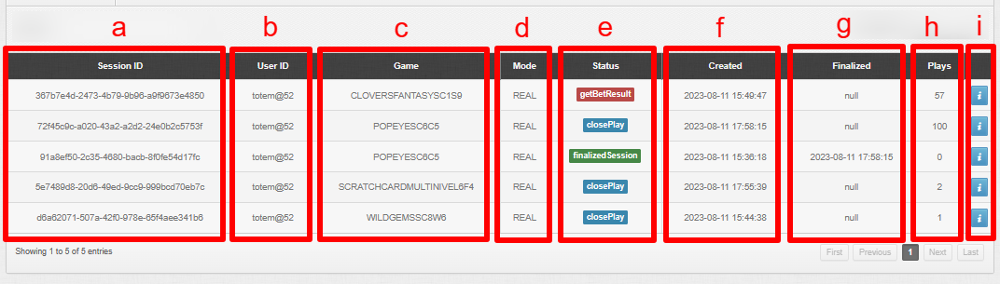 a b c d e f g h i
Session ID User ID Game Mode Status Created Finalized Plays
367b7e4d-2473-4b79-9b96-a9f9673e4850 totem@52 CLOVERSFANTASYSC1S9 REAL getBetResult 2023-08-11 15:49:47 null 57 i
72f45c9c-a020-43a2-a2d2-24e0b2c5753f totem@52 POPEYESC6C5 REAL closePlay 2023-08-11 17:58:15 null 100 i
91a8ef50-2c35-4680-bacb-8f0fe54d17fc totem@52 POPEYESC6C5 REAL finalizedSession 2023-08-11 15:36:18 2023-08-11 17:58:15 0 i
5e7489d8-20d6-49ed-9cc9-999bcd70eb7c totem@52 SCRATCHCARDMULTINIVEL6F4 REAL closePlay 2023-08-11 17:55:39 null 2 i
d6a62071-507a-42f0-978e-65f4aee341b6 totem@52 WILDGEMSSC8W6 REAL closePlay 2023-08-11 15:44:38 null 1 i
Showing 1 to 5 of 5 entries First Previous 1 Next Last